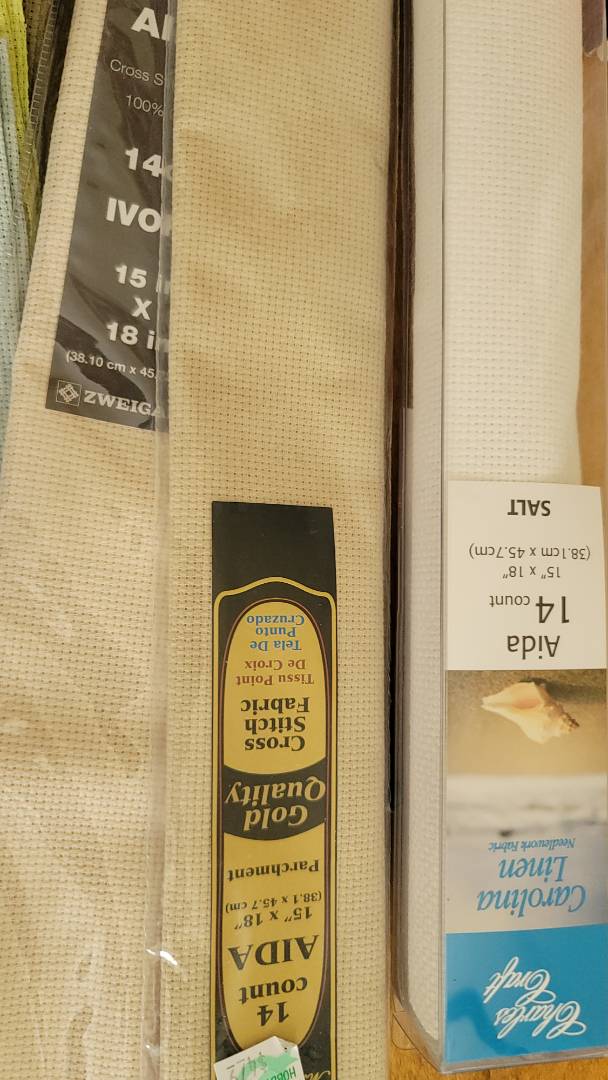 Cross S
100%
14
IVO
15 i
X
18 i
(38.10 cm x 45.
ZWEIGA
14
count
AIDA
15" x 18"
(38.1 x 45.7 cm)
Parchment
Gold
Quality
Cross
Stitch
Fabric
Tissu Point
De Croix
Tela De
Punto
Cruzado
Charles
Craft
Carolina
Linen
Needlework Fabric
Aida
14 count
15" x 18"
(38.1cm x 45.7cm)
SALT